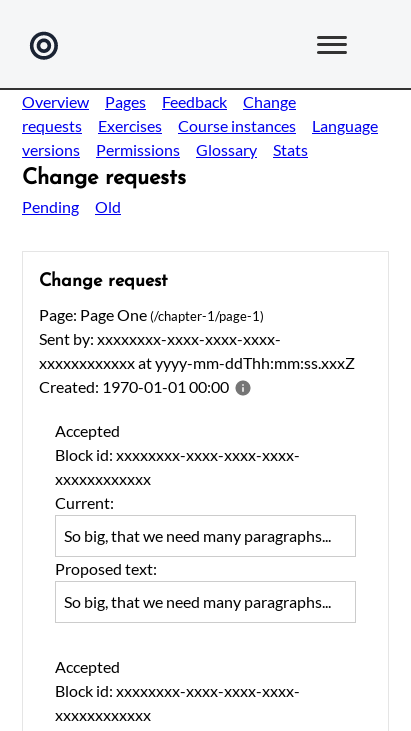 Overview Pages Feedback Change
requests Exercises Course instances Language
versions Permissions Glossary Stats
Change requests
Pending Old
Change request
Page: Page One (/chapter-1/page-1)
Sent by: xxxxxxxx-xxxx-xxxx-xxxx-
xxxxxxxxxxxx at yyyy-mm-ddThh:mm:ss.xxxZ
Created: 1970-01-01 00:00
Accepted
Block id: xxxxxxxx-xxxx-xxxx-xxxx-
xxxxxxxxxxxx
Current:
So big, that we need many paragraphs...
Proposed text:
So big, that we need many paragraphs...
Accepted
Block id: xxxxxxxx-xxxx-xxxx-xxxx-
xxxxxxxxxxxx